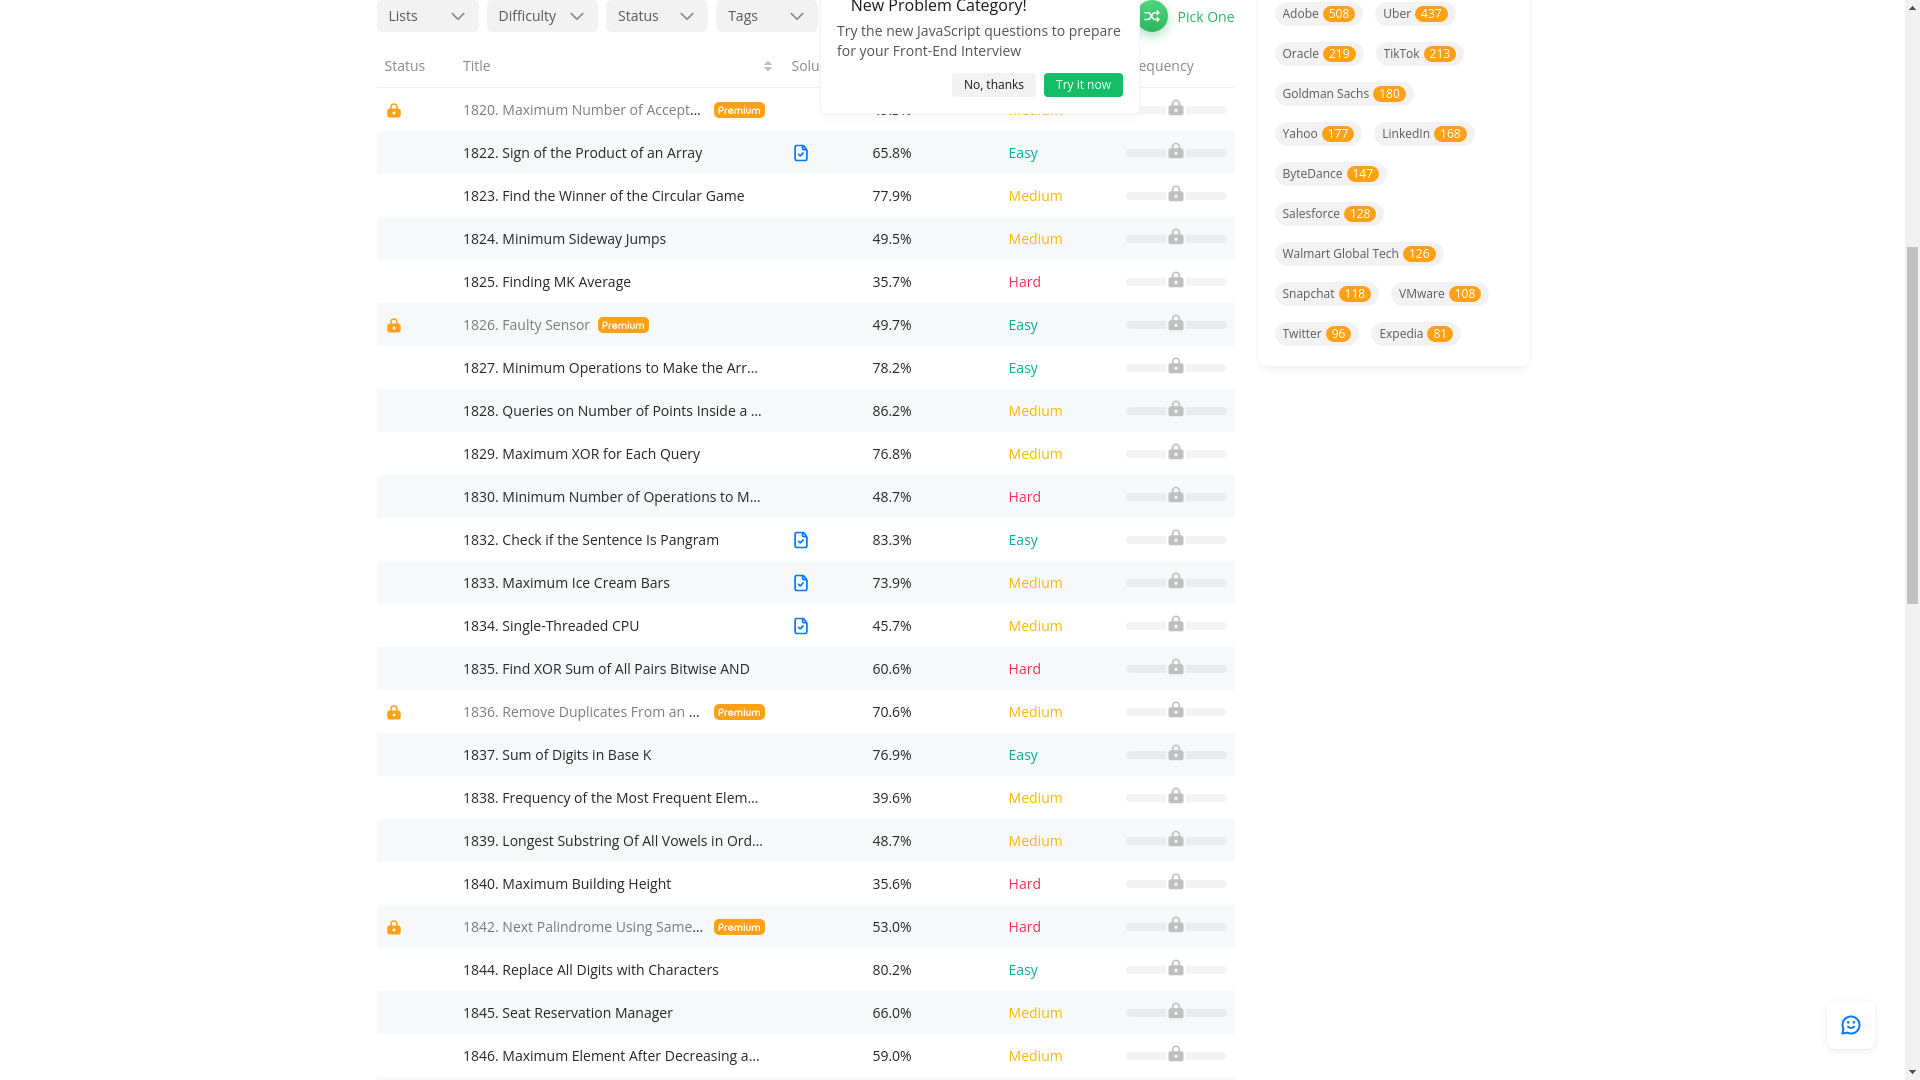 Lists
Difficulty
Status
Tags
New Problem Category!
Try the new JavaScript questions to prepare
for your Front-End Interview
No, thanks
Try it now
Pick One
Status
Title
Solu
equency
1820. Maximum Number of Accept... Premium
1822. Sign of the Product of an Array 65.8% Easy
1823. Find the Winner of the Circular Game 77.9% Medium
1824. Minimum Sideway Jumps 49.5% Medium
1825. Finding MK Average 35.7% Hard
1826. Faulty Sensor Premium 49.7% Easy
1827. Minimum Operations to Make the Arr... 78.2% Easy
1828. Queries on Number of Points Inside a ... 86.2% Medium
1829. Maximum XOR for Each Query 76.8% Medium
1830. Minimum Number of Operations to M... 48.7% Hard
1832. Check if the Sentence Is Pangram 83.3% Easy
1833. Maximum Ice Cream Bars 73.9% Medium
1834. Single-Threaded CPU 45.7% Medium
1835. Find XOR Sum of All Pairs Bitwise AND 60.6% Hard
1836. Remove Duplicates From an ... Premium 70.6% Medium
1837. Sum of Digits in Base K 76.9% Easy
1838. Frequency of the Most Frequent Elem... 39.6% Medium
1839. Longest Substring Of All Vowels in Ord... 48.7% Medium
1840. Maximum Building Height 35.6% Hard
1842. Next Palindrome Using Same... Premium 53.0% Hard
1844. Replace All Digits with Characters 80.2% Easy
1845. Seat Reservation Manager 66.0% Medium
1846. Maximum Element After Decreasing a... 59.0% Medium
Adobe 508 Uber 437
Oracle 219 TikTok 213
Goldman Sachs 180
Yahoo 177 LinkedIn 168
ByteDance 147
Salesforce 128
Walmart Global Tech 126
Snapchat 118 VMware 108
Twitter 96 Expedia 81